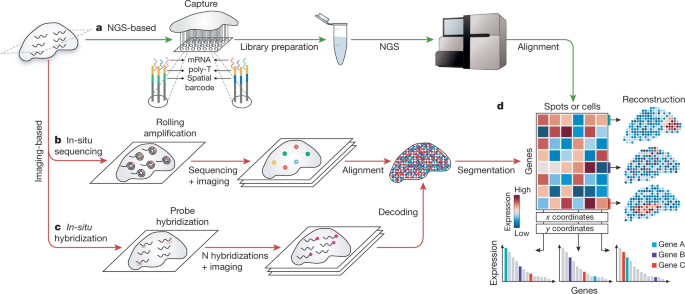 a NGS-based
Capture
Library preparation
NGS
Alignment
mRNA
poly-T
Spatial
barcode
Imaging-based
b In-situ
sequencing
Rolling
amplification
Sequencing
+ imaging
Alignment
Segmentation
c In-situ
hybridization
Probe
hybridization
N hybridizations
+ imaging
Decoding
d
Spots or cells
Reconstruction
Genes
Expression
High
Low
x coordinates
y coordinates
Expression
Gene A
Gene B
Gene C
Genes